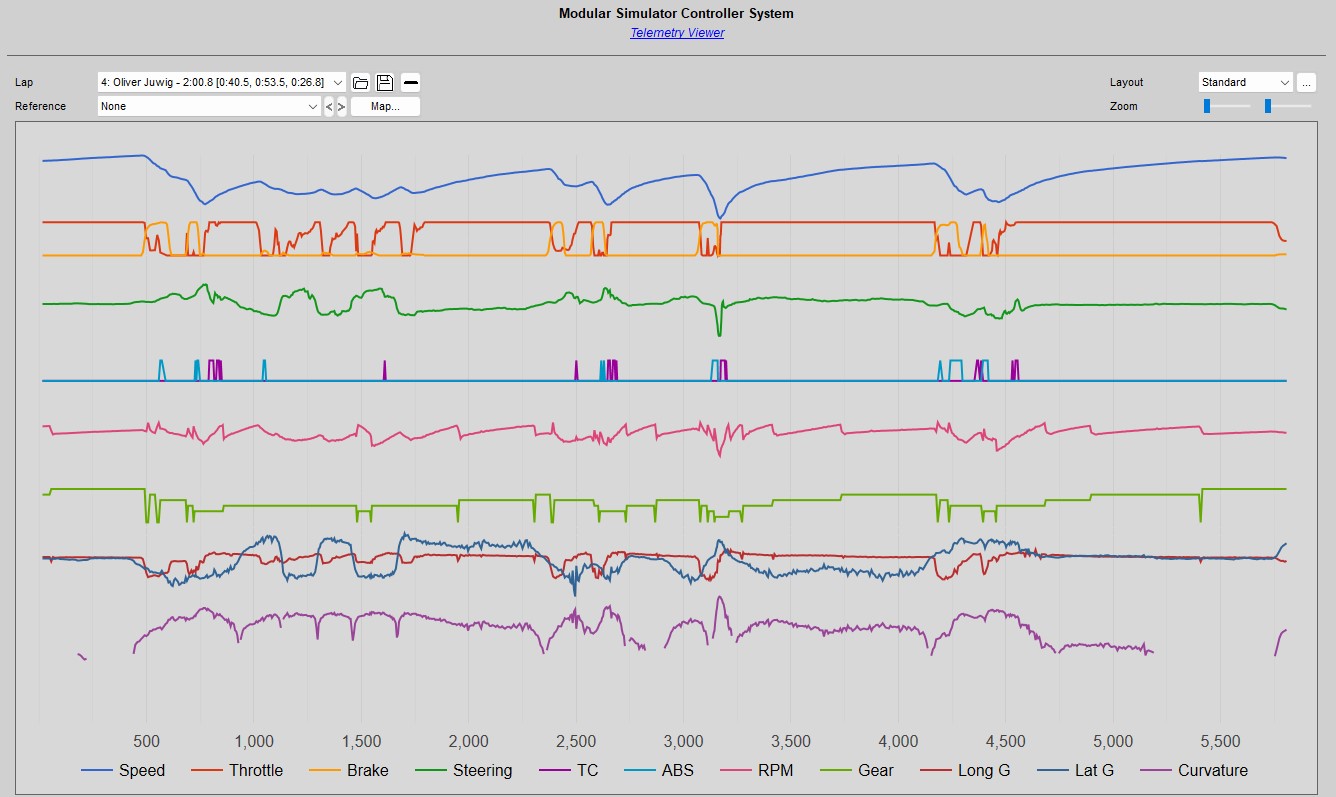 Modular Simulator Controller System
Telemetry Viewer
Lap 4: Oliver Juwig - 2:00.8 [0:40.5, 0:53.5, 0:26.8] Layout Standard ...
Reference None < > Map... Zoom
500 1,000 1,500 2,000 2,500 3,000 3,500 4,000 4,500 5,000 5,500
Speed Throttle Brake Steering TC ABS RPM Gear Long G Lat G Curvature